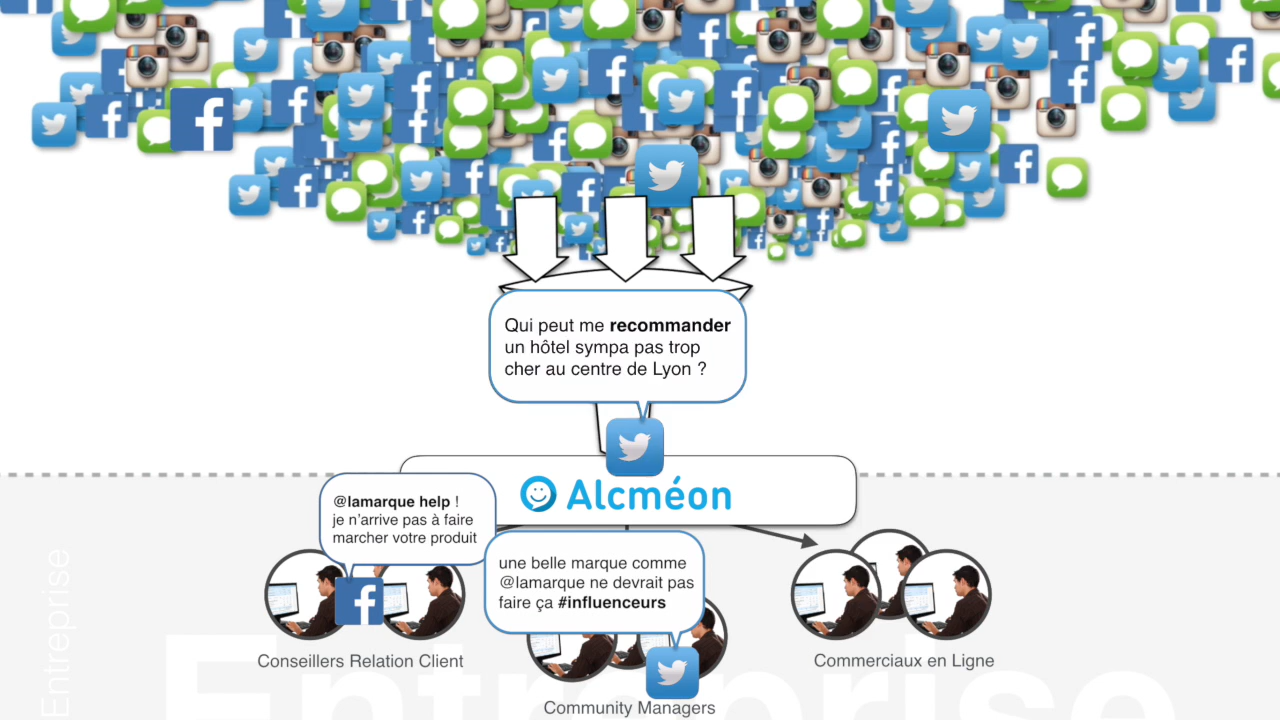 Qui peut me recommander
un hôtel sympa pas trop
cher au centre de Lyon ?
Alcméon
@lamarque help !
je n'arrive pas à faire
marcher votre produit
une belle marque comme
@lamarque ne devrait pas
faire ça #influenceurs
Conseillers Relation Client
Community Managers
Commerciaux en Ligne
Entreprise
Entreprise